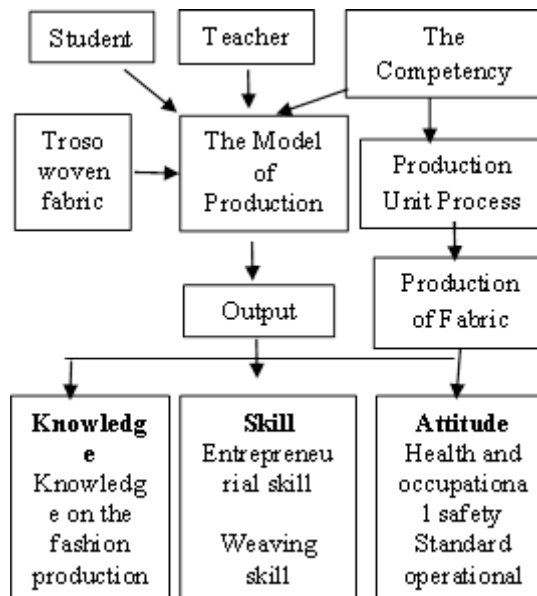 Student
Teacher
The
Competency
Troso
woven
fabric
The Model
of
Production
Production
Unit Process
Output
Production
of Fabric
Knowledg
e
Knowledg
e on the
fashion
production
Skill
Entrepreneu
rial skill
Weaving
skill
Attitude
Health and
occupationa
l safety
Standard
operational